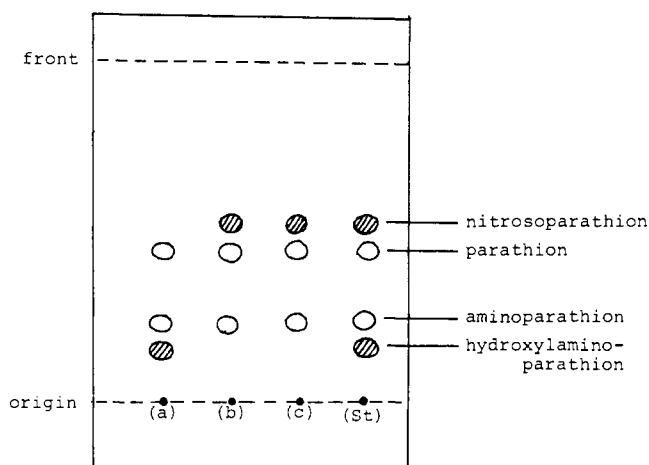 front
nitrosoparathion
parathion
aminoparathion
hydroxylamino-
parathion
origin
(a) (b) (c) (St)